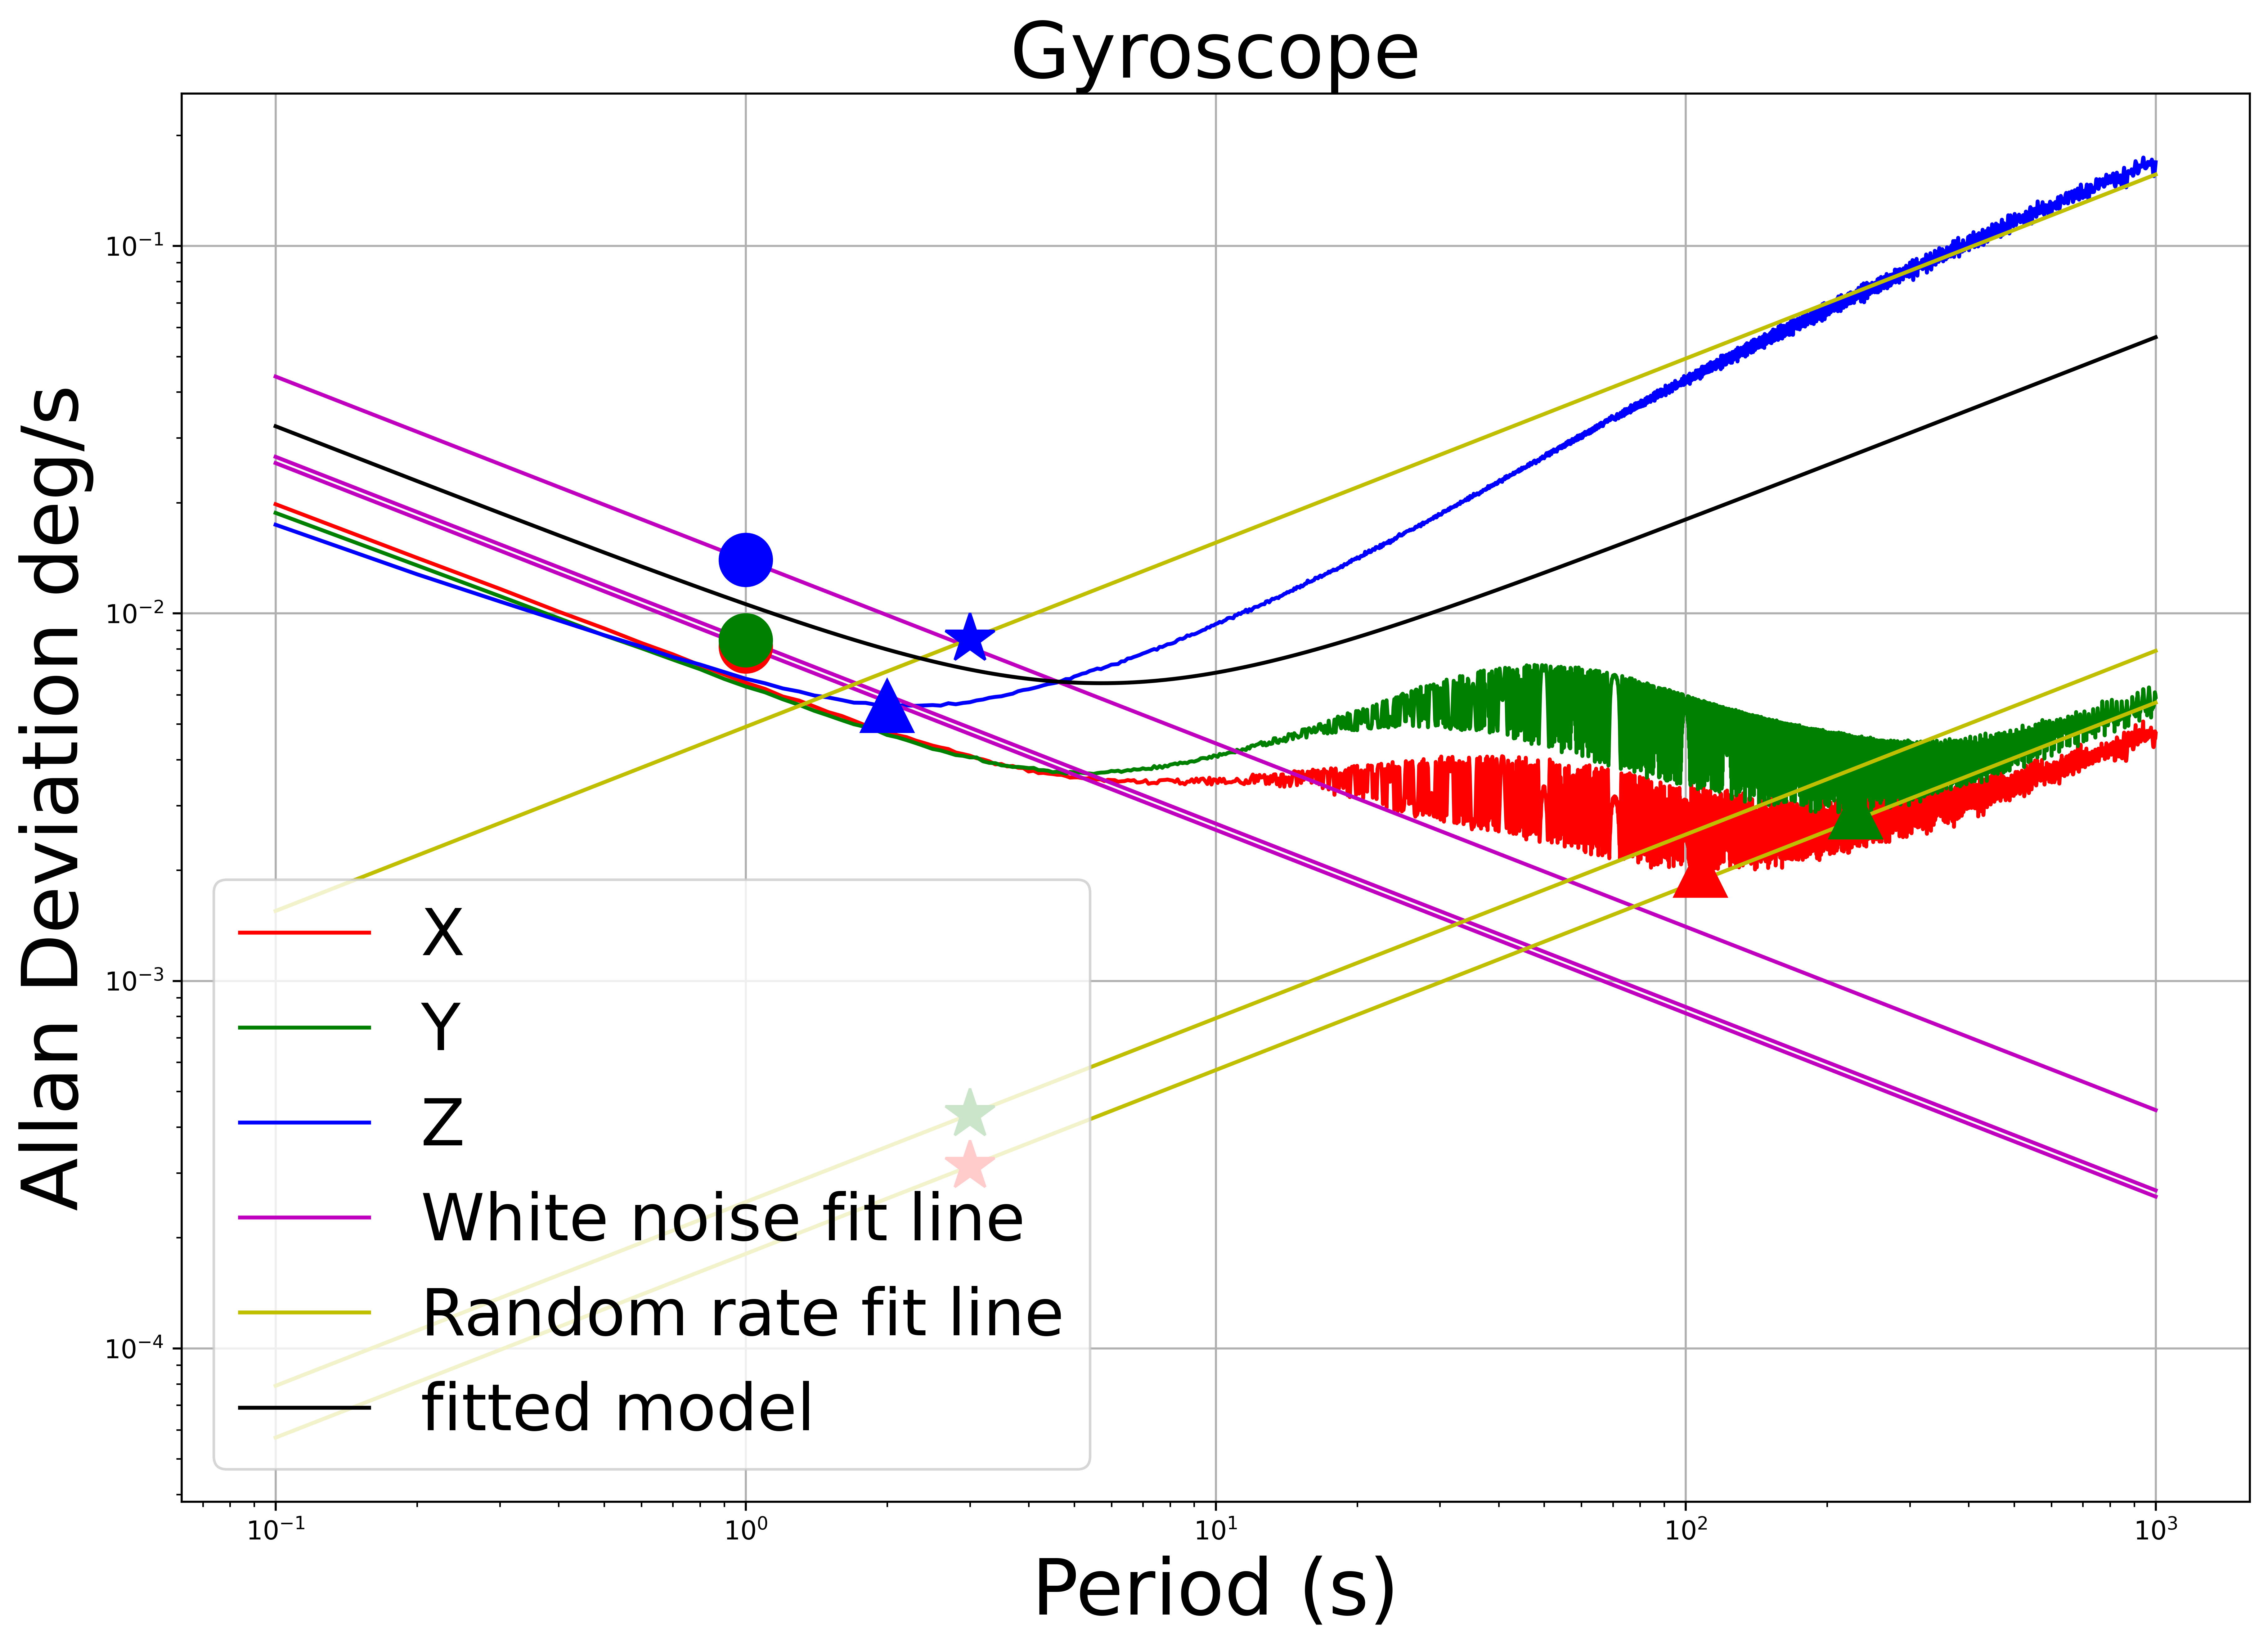 Gyroscope
Allan Deviation deg/s
10⁻¹
10⁻²
10⁻³
10⁻⁴
X
Y
Z
White noise fit line
Random rate fit line
fitted model
10⁻¹ 10⁰ 10¹ 10² 10³
Period (s)